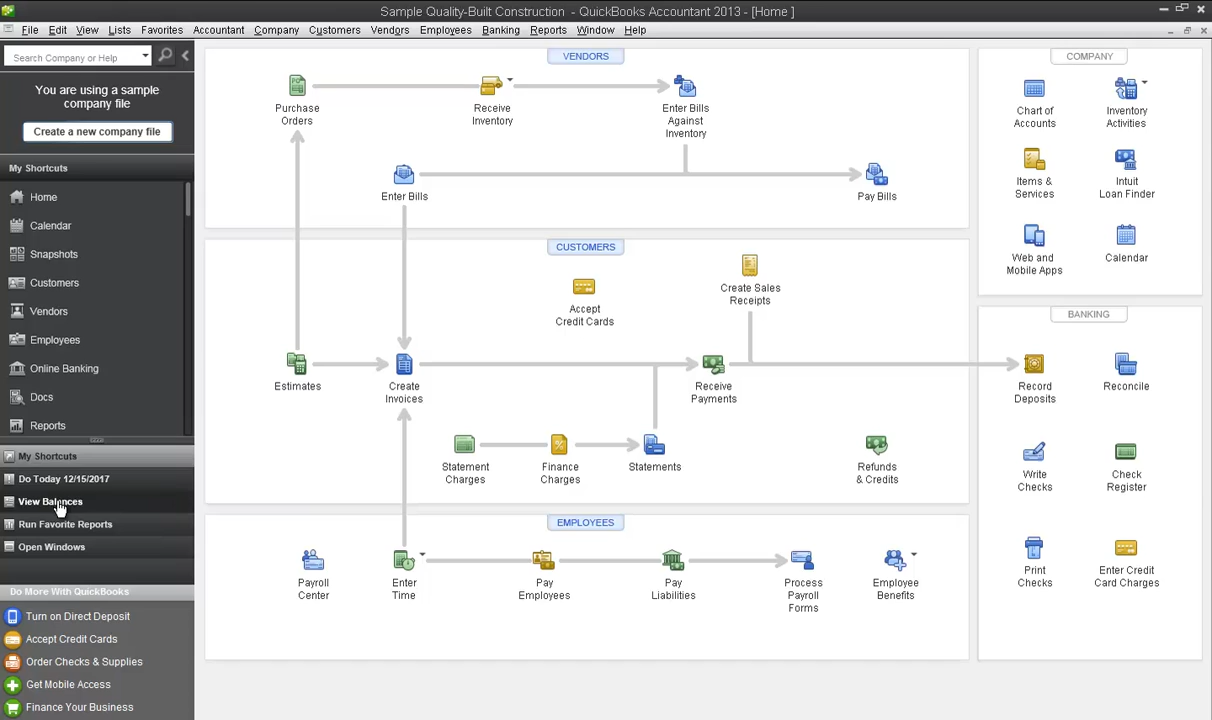 Sample Quality-Built Construction - QuickBooks Accountant 2013 - [Home ]
File Edit View Lists Favorites Accountant Company Customers Vendors Employees Banking Reports Window Help
Search Company or Help
You are using a sample
company file
Create a new company file
My Shortcuts
Home
Calendar
Snapshots
Customers
Vendors
Employees
Online Banking
Docs
Reports
My Shortcuts
Do Today 12/15/2017
View Balances
Run Favorite Reports
Open Windows
Do More With QuickBooks
Turn on Direct Deposit
Accept Credit Cards
Order Checks & Supplies
Get Mobile Access
Finance Your Business
VENDORS
Purchase
Orders
Receive
Inventory
Enter Bills
Against
Inventory
Enter Bills
Pay Bills
CUSTOMERS
Accept
Credit Cards
Create Sales
Receipts
Estimates
Create
Invoices
Receive
Payments
Statement
Charges
Finance
Charges
Statements
Refunds
& Credits
EMPLOYEES
Payroll
Center
Enter
Time
Pay
Employees
Pay
Liabilities
Process
Payroll
Forms
Employee
Benefits
COMPANY
Chart of
Accounts
Inventory
Activities
Items &
Services
Intuit
Loan Finder
Web and
Mobile Apps
Calendar
BANKING
Record
Deposits
Reconcile
Write
Checks
Check
Register
Print
Checks
Enter Credit
Card Charges